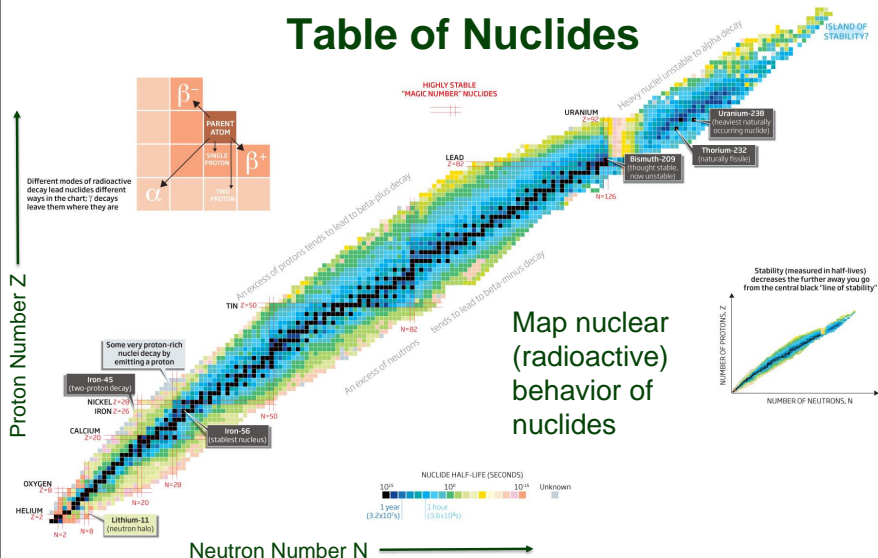 Table of Nuclides
ISLAND OF
STABILITY?
Heavy nuclei unstable to alpha decay
HIGHLY STABLE
"MAGIC NUMBER" NUCLIDES
URANIUM
Z=92
Uranium-238
(heaviest naturally
occurring nuclide)
Thorium-232
(naturally fissile)
Bismuth-209
(thought stable,
now unstable)
N=126
LEAD
Z=82
β−
PARENT
ATOM
SINGLE
PROTON
β+
α
TWO
PROTON
Different modes of radioactive
decay lead nuclides different
ways in the chart; γ decays
leave them where they are
Proton Number Z
An excess of protons tends to lead to beta-plus decay
TIN Z=50
N=82
An excess of neutrons tends to lead to beta-minus decay
Stability (measured in half-lives)
decreases the further away you go
from the central black "line of stability"
NUMBER OF PROTONS, Z
NUMBER OF NEUTRONS, N
Map nuclear
(radioactive)
behavior of
nuclides
Some very proton-rich
nuclei decay by
emitting a proton
Iron-45
(two-proton decay)
NICKEL Z=28
IRON Z=26
N=50
CALCIUM
Z=20
Iron-56
(stablest nucleus)
N=28
N=20
OXYGEN
Z=8
HELIUM
Z=2
Lithium-11
(neutron halo)
N=2
N=8
NUCLIDE HALF-LIFE (SECONDS)
10¹⁵ 10⁰ 10⁻¹⁵ Unknown
1 year
(3.2x10⁷s)
1 hour
Neutron Number N